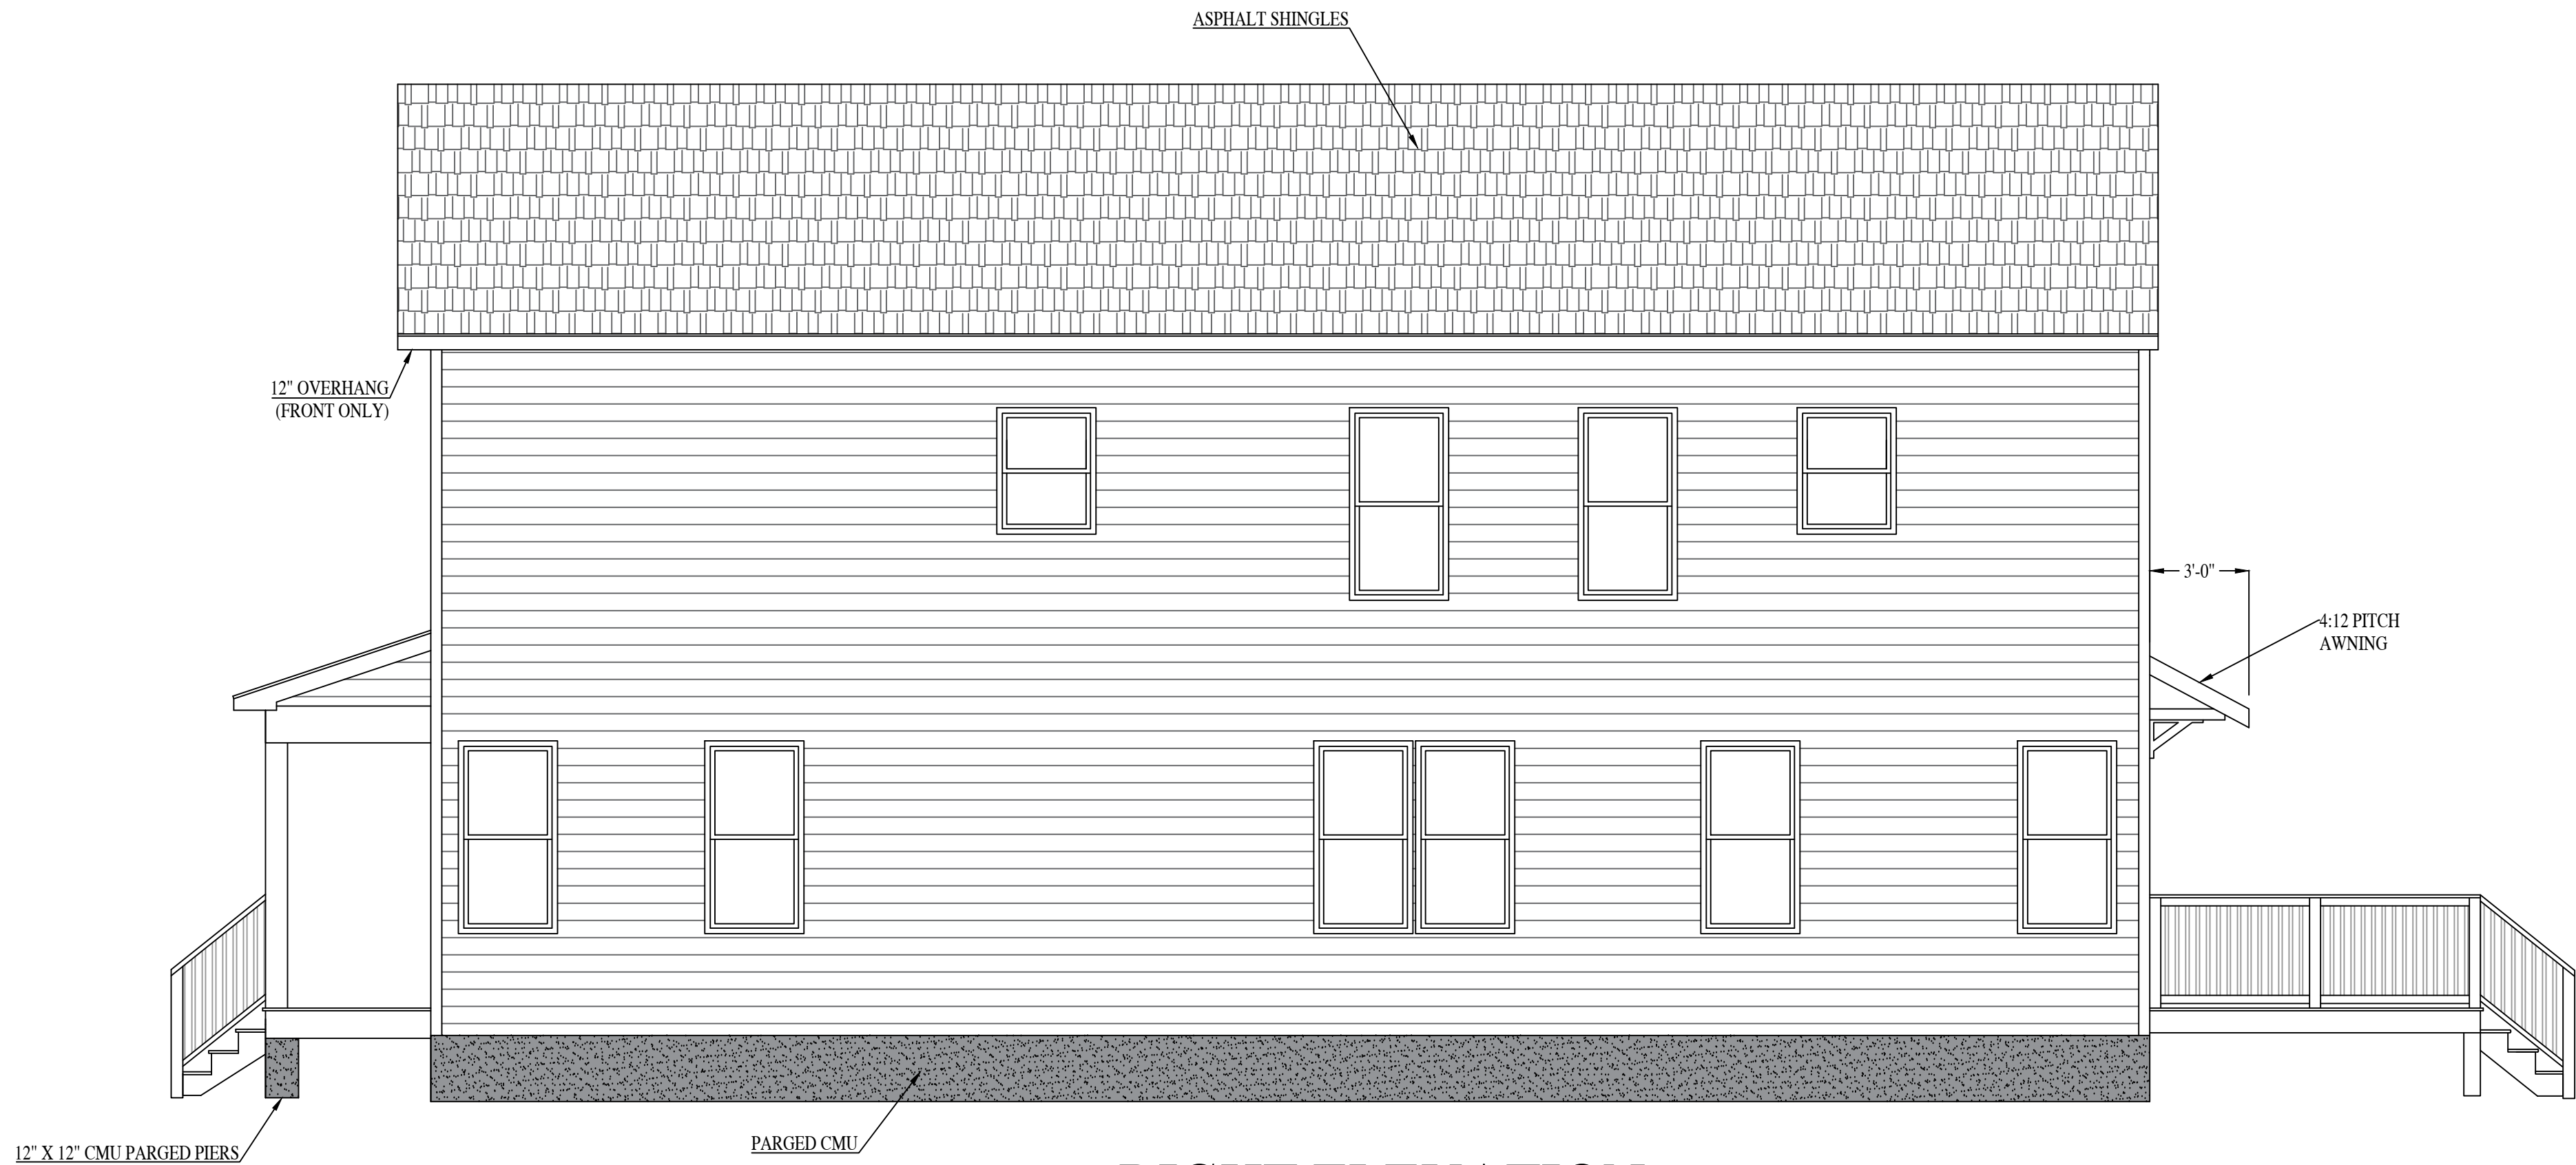 ASPHALT SHINGLES
12" OVERHANG
(FRONT ONLY)
3'-0"
4:12 PITCH
AWNING
PARGED CMU
12" X 12" CMU PARGED PIERS